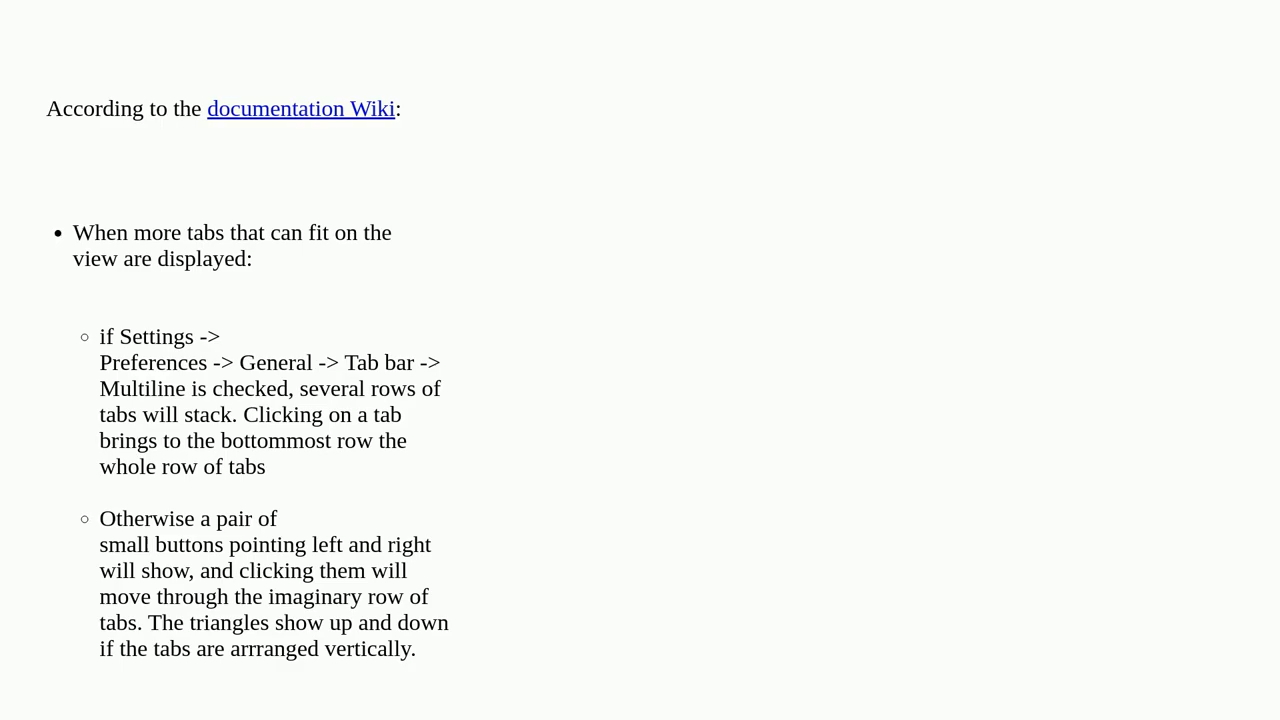 According to the documentation Wiki:
• When more tabs that can fit on the
view are displayed:
◦ if Settings ->
Preferences -> General -> Tab bar ->
Multiline is checked, several rows of
tabs will stack. Clicking on a tab
brings to the bottommost row the
whole row of tabs
◦ Otherwise a pair of
small buttons pointing left and right
will show, and clicking them will
move through the imaginary row of
tabs. The triangles show up and down
if the tabs are arrranged vertically.